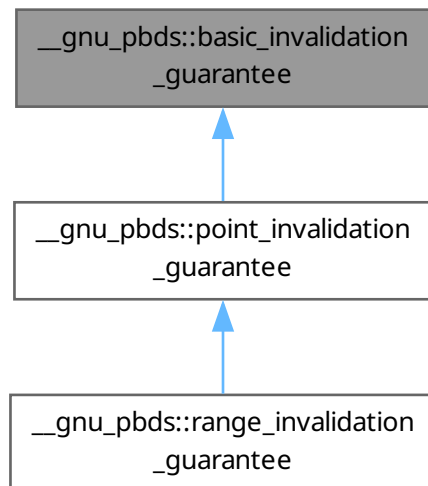 __gnu_pbds::basic_invalidation
_guarantee
__gnu_pbds::point_invalidation
_guarantee
__gnu_pbds::range_invalidation
_guarantee